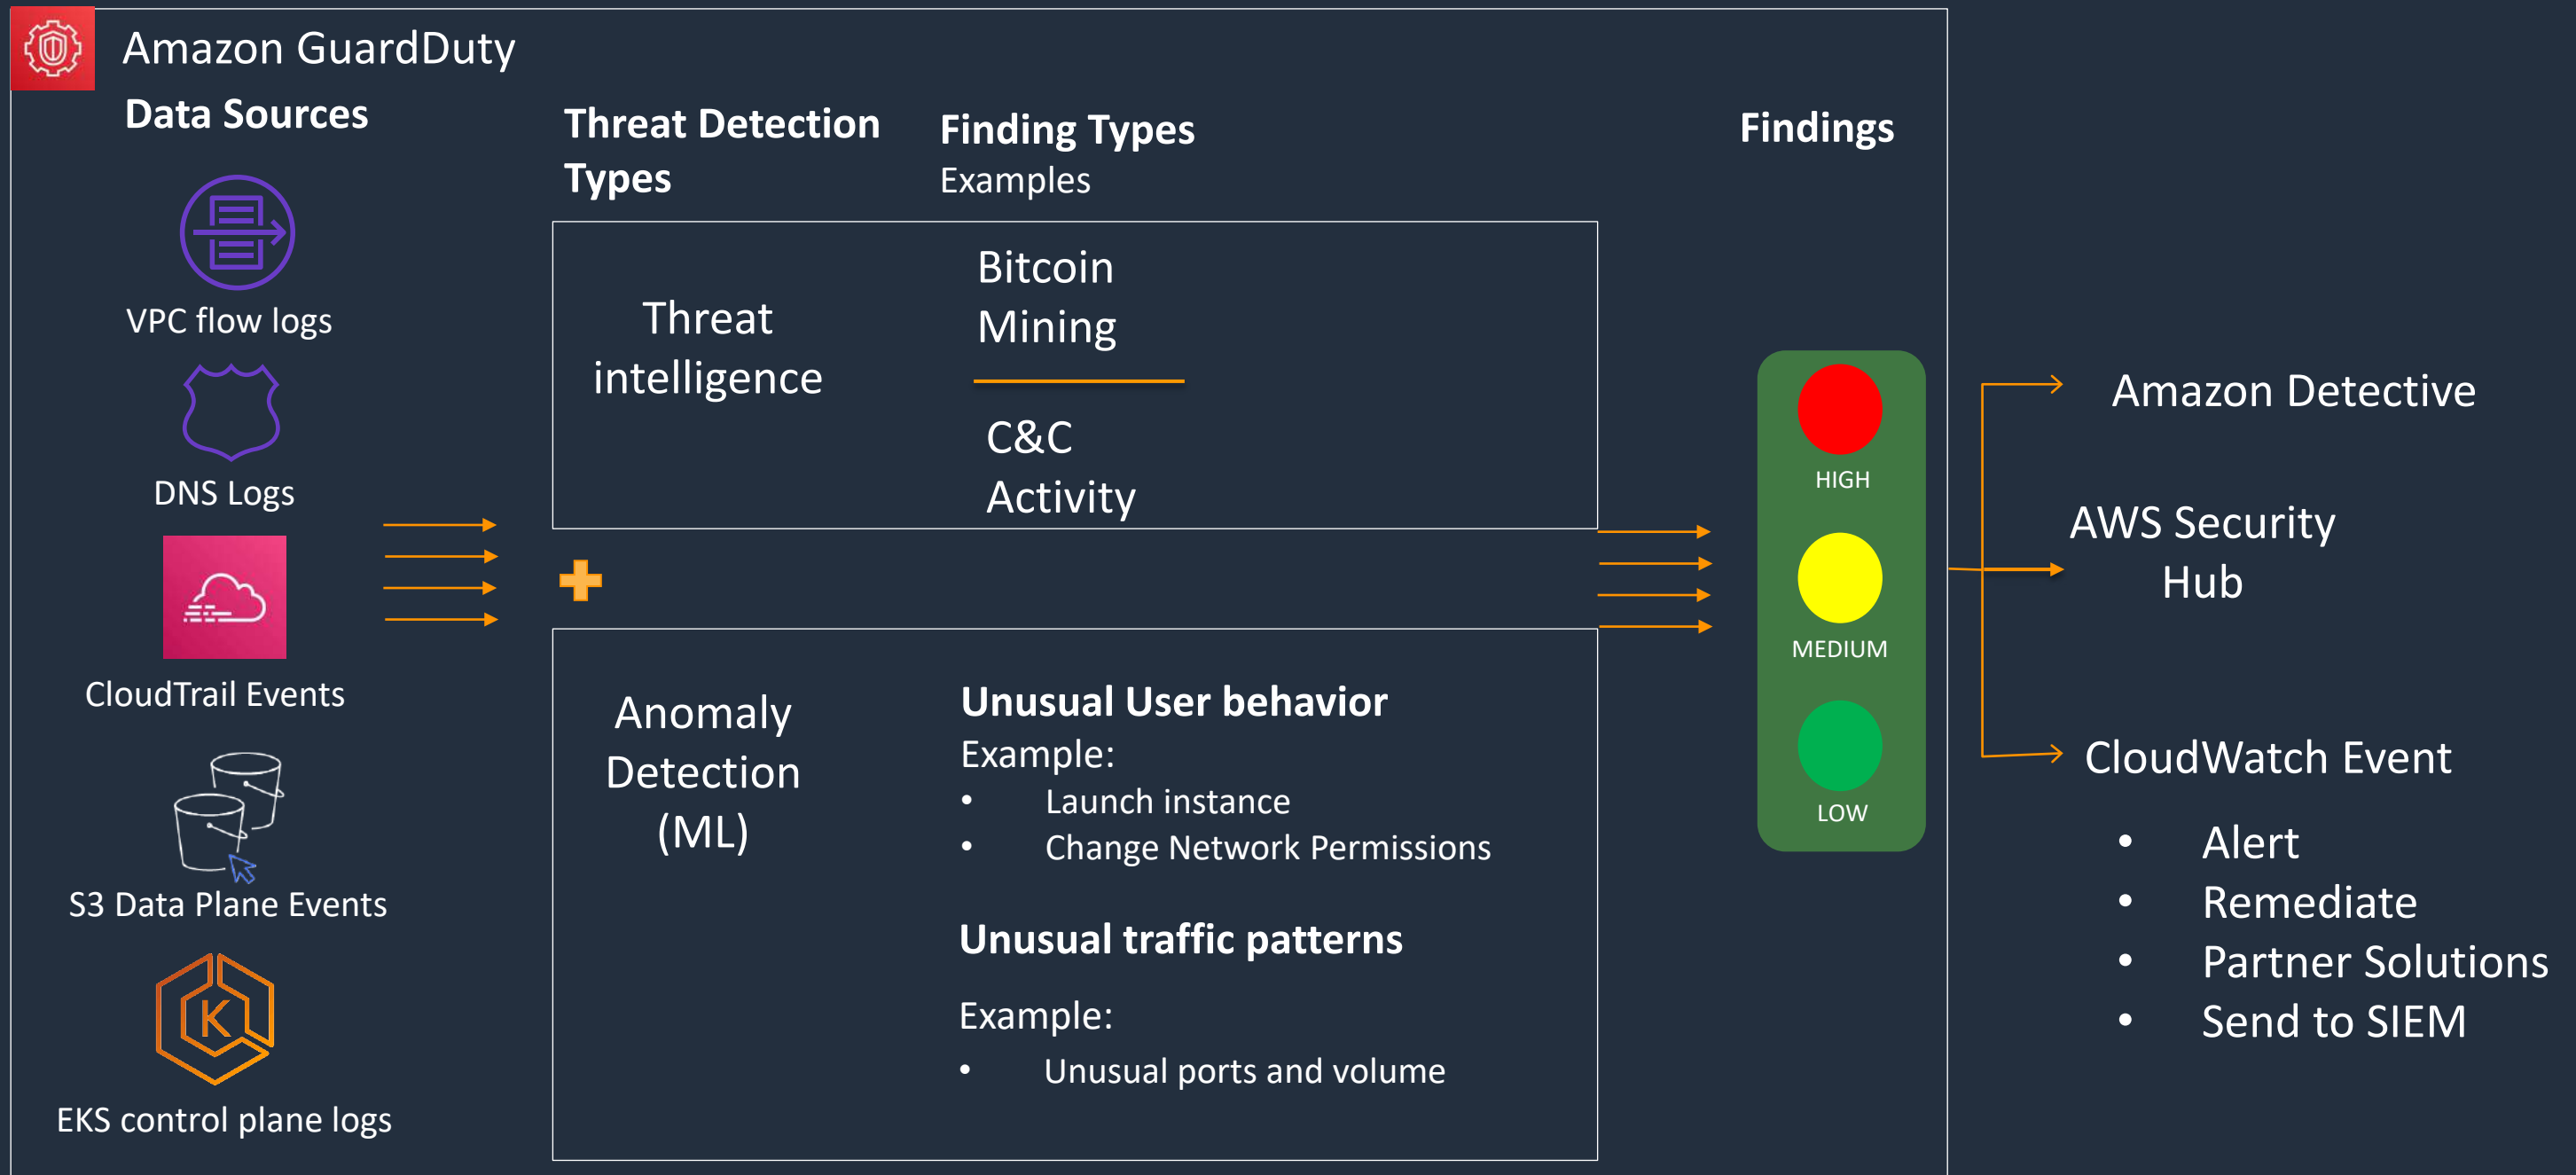 Amazon GuardDuty
Data Sources
VPC flow logs
DNS Logs
CloudTrail Events
S3 Data Plane Events
K
EKS control plane logs
Threat Detection
Types
Finding Types
Examples
Threat
intelligence
Bitcoin
Mining
C&C
Activity
Anomaly
Detection
(ML)
Unusual User behavior
Example:
• Launch instance
• Change Network Permissions
Unusual traffic patterns
Example:
• Unusual ports and volume
Findings
HIGH
MEDIUM
LOW
Amazon Detective
AWS Security
Hub
CloudWatch Event
• Alert
• Remediate
• Partner Solutions
• Send to SIEM